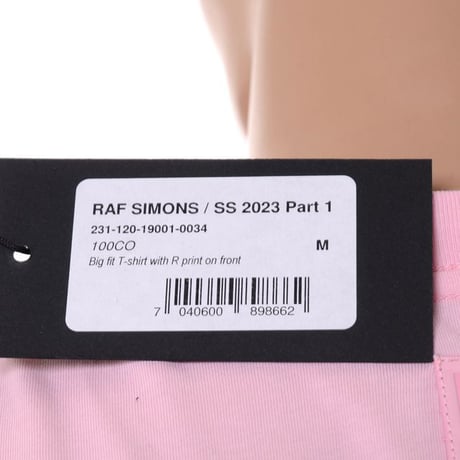 RAF SIMONS / SS 2023 Part 1
231-120-19001-0034
100CO M
Big fit T-shirt with R print on front
7 040600 898662